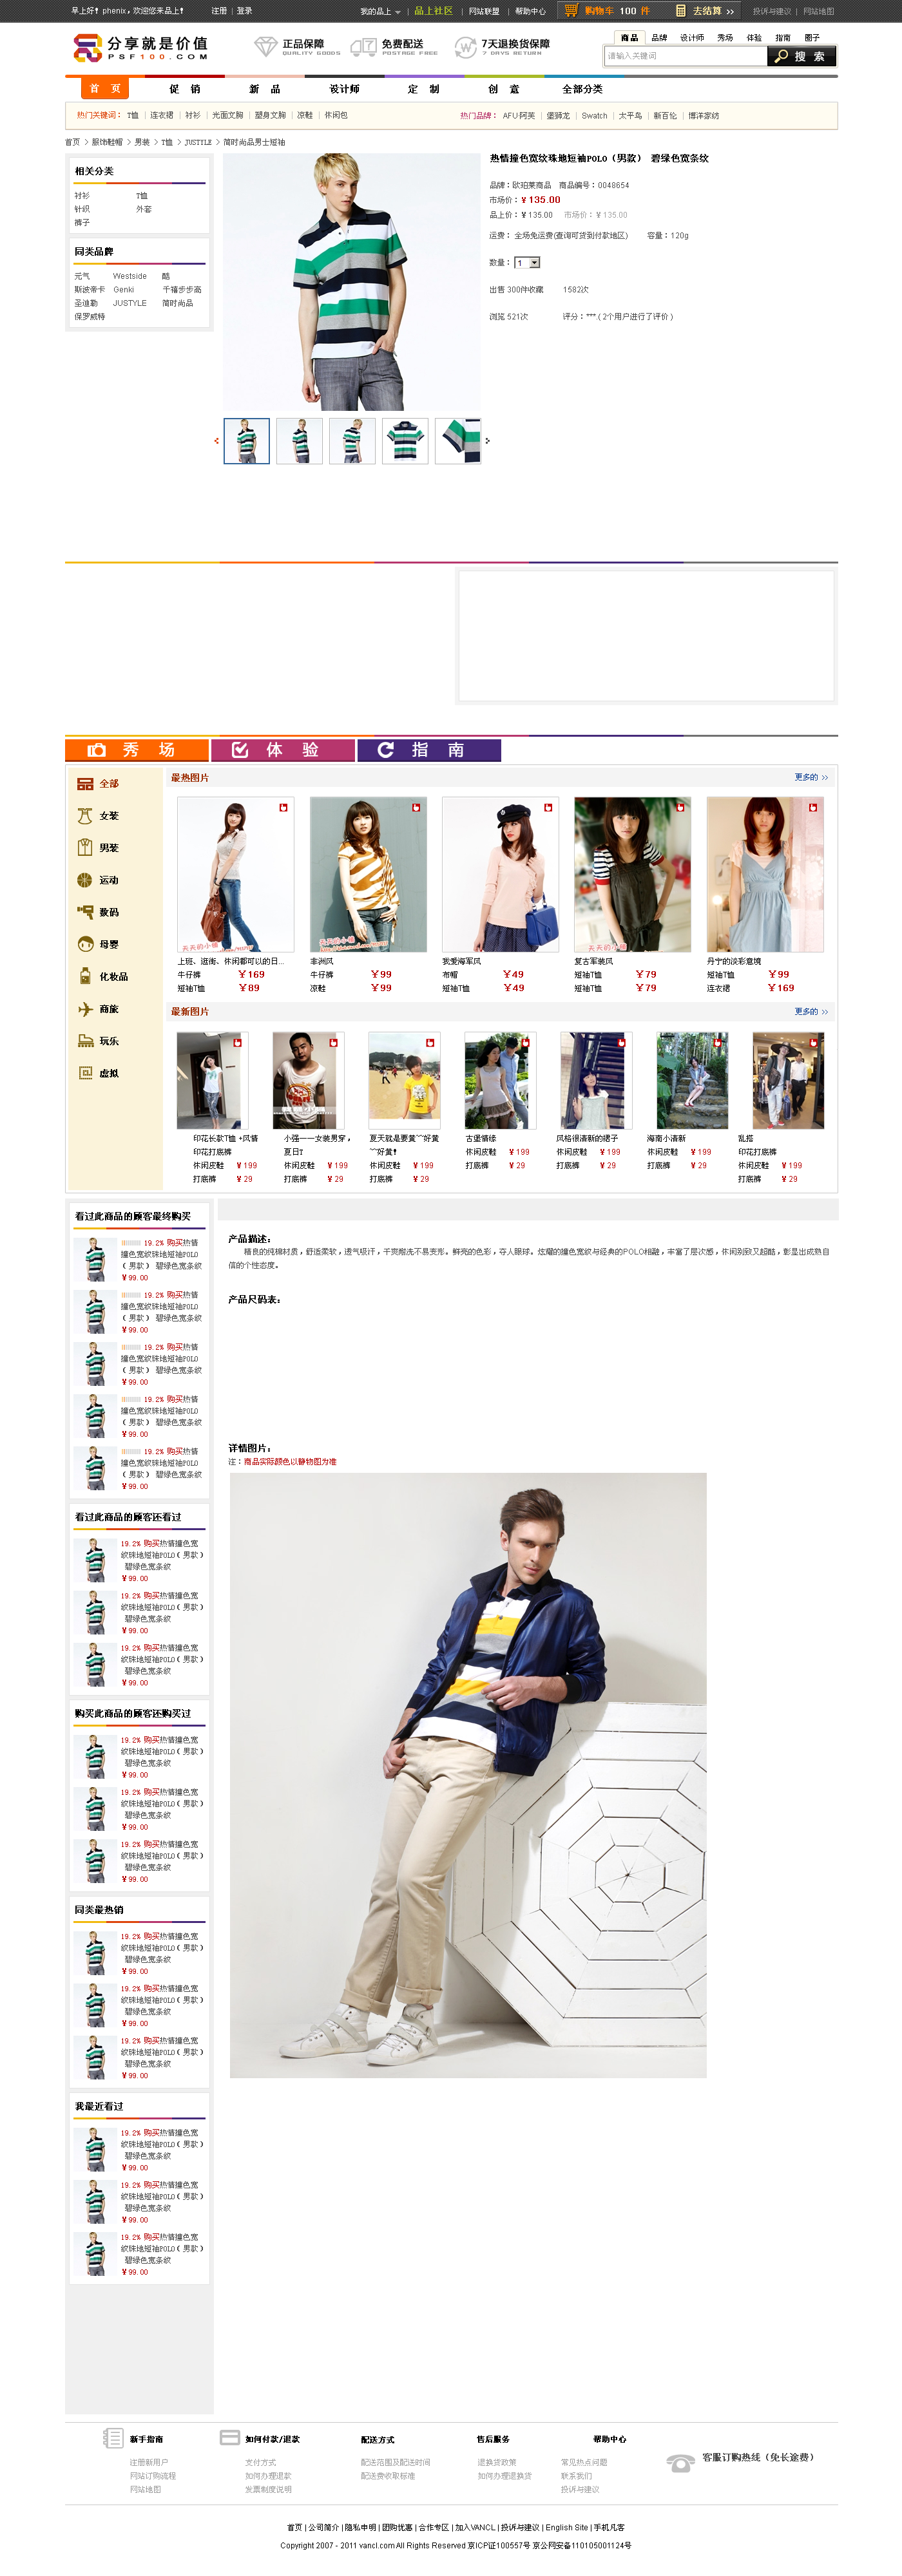 早上好! phenix, 欢迎您来品上! 注册 | 登录
我的品上 | 品上社区 | 网站联盟 | 帮助中心
购物车 100 件 去结算 >>
投诉与建议 | 网站地图
分享就是价值
PSF100.COM
正品保障
QUALITY GOODS
免费配送
POSTAGE FREE
7天退换货保障
7 DAYS RETURN
商品 品牌 设计师 秀场 体验 指南 圈子
请输入关键词 搜 索
首 页 促 销 新 品 设计师 定 制 创 意 全部分类
热门关键词: T恤 | 连衣裙 | 衬衫 | 光面文胸 | 塑身文胸 | 凉鞋 | 休闲包
热门品牌: AFU阿芙 | 堡狮龙 | Swatch | 太平鸟 | 新百伦 | 博洋家纺
首页 > 服饰鞋帽 > 男装 > T恤 > JUSTYLE > 简时尚品男士短袖
相关分类
衬衫 T恤
针织 外套
裤子
同类品牌
元气 Westside 酷
斯波帝卡 Genki 千禧步步高
圣迪勒 JUSTYLE 简时尚品
保罗威特
热情撞色宽纹珠地短袖POLO(男款) 碧绿色宽条纹
品牌:欧珀莱商品 商品编号:0048654
市场价: ¥ 135.00
品上价: ¥ 135.00 市场价: ¥ 135.00
运费: 全场免运费(查询可货到付款地区) 容量:120g
数量: 1
出售 300件收藏 1582次
浏览 521次 评分:***.( 2个用户进行了评价 )
秀 场 体 验 指 南
全部
女装
男装
运动
数码
母婴
化妆品
商旅
玩乐
虚拟
最热图片 更多的 >>
上班、逛街、休闲都可以的日...
牛仔裤 ¥169
短袖T恤 ¥89
非洲风
牛仔裤 ¥99
凉鞋 ¥99
我爱海军风
布帽 ¥49
短袖T恤 ¥49
复古军装风
短袖T恤 ¥79
短袖T恤 ¥79
丹宁的淡彩意境
短袖T恤 ¥99
连衣裙 ¥169
最新图片 更多的 >>
印花长款T恤 +风情
印花打底裤
休闲皮鞋 ¥ 199
打底裤 ¥ 29
小强一一女装男穿,
夏日T
休闲皮鞋 ¥ 199
打底裤 ¥ 29
夏天就是要黄~~好黄
~~好黄!
休闲皮鞋 ¥ 199
打底裤 ¥ 29
古堡情缘
休闲皮鞋 ¥ 199
打底裤 ¥ 29
风格很清新的裙子
休闲皮鞋 ¥ 199
打底裤 ¥ 29
海南小清新
休闲皮鞋 ¥ 199
打底裤 ¥ 29
乱搭
印花打底裤
休闲皮鞋 ¥ 199
打底裤 ¥ 29
看过此商品的顾客最终购买
19.2% 购买热情
撞色宽纹珠地短袖POLO
(男款) 碧绿色宽条纹
¥ 99.00
19.2% 购买热情
撞色宽纹珠地短袖POLO
(男款) 碧绿色宽条纹
¥ 99.00
19.2% 购买热情
撞色宽纹珠地短袖POLO
(男款) 碧绿色宽条纹
¥ 99.00
19.2% 购买热情
撞色宽纹珠地短袖POLO
(男款) 碧绿色宽条纹
¥ 99.00
19.2% 购买热情
撞色宽纹珠地短袖POLO
(男款) 碧绿色宽条纹
¥ 99.00
看过此商品的顾客还看过
19.2% 购买热情撞色宽
纹珠地短袖POLO(男款)
碧绿色宽条纹
¥ 99.00
19.2% 购买热情撞色宽
纹珠地短袖POLO(男款)
碧绿色宽条纹
¥ 99.00
19.2% 购买热情撞色宽
纹珠地短袖POLO(男款)
碧绿色宽条纹
¥ 99.00
购买此商品的顾客还购买过
19.2% 购买热情撞色宽
纹珠地短袖POLO(男款)
碧绿色宽条纹
¥ 99.00
19.2% 购买热情撞色宽
纹珠地短袖POLO(男款)
碧绿色宽条纹
¥ 99.00
19.2% 购买热情撞色宽
纹珠地短袖POLO(男款)
碧绿色宽条纹
¥ 99.00
同类最热销
19.2% 购买热情撞色宽
纹珠地短袖POLO(男款)
碧绿色宽条纹
¥ 99.00
19.2% 购买热情撞色宽
纹珠地短袖POLO(男款)
碧绿色宽条纹
¥ 99.00
19.2% 购买热情撞色宽
纹珠地短袖POLO(男款)
碧绿色宽条纹
¥ 99.00
我最近看过
19.2% 购买热情撞色宽
纹珠地短袖POLO(男款)
碧绿色宽条纹
¥ 99.00
19.2% 购买热情撞色宽
纹珠地短袖POLO(男款)
碧绿色宽条纹
¥ 99.00
19.2% 购买热情撞色宽
纹珠地短袖POLO(男款)
碧绿色宽条纹
¥ 99.00
产品描述:
精良的纯棉材质,舒适柔软,透气吸汗,干爽耐洗不易变形。鲜亮的色彩,夺人眼球。炫耀的撞色宽纹与经典的POLO相融,丰富了层次感,休闲别致又超酷,彰显出成熟自
信的个性态度。
产品尺码表:
详情图片:
注:商品实际颜色以静物图为准
新手指南
注册新用户
网站订购流程
网站地图
如何付款/退款
支付方式
如何办理退款
发票制度说明
配送方式
配送范围及配送时间
配送费收取标准
售后服务
退换货政策
如何办理退换货
帮助中心
常见热点问题
联系我们
投诉与建议
客服订购热线(免长途费)
首页 | 公司简介 | 隐私申明 | 团购优惠 | 合作专区 | 加入VANCL | 投诉与建议 | English Site | 手机凡客
Copyright 2007 - 2011 vancl.com All Rights Reserved 京ICP证100557号 京公网安备110105001124号